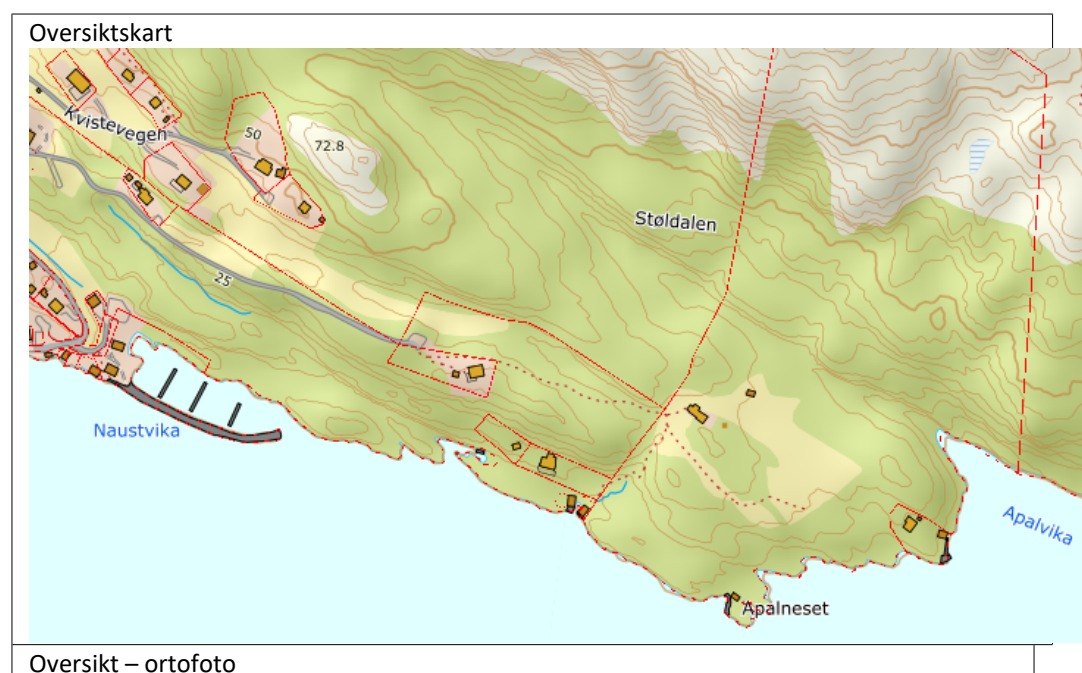 Oversiktskart
Kvistevegen
50
72.8
Støldalen
25
Naustvika
Apalvika
Apalneset
Oversikt – ortofoto